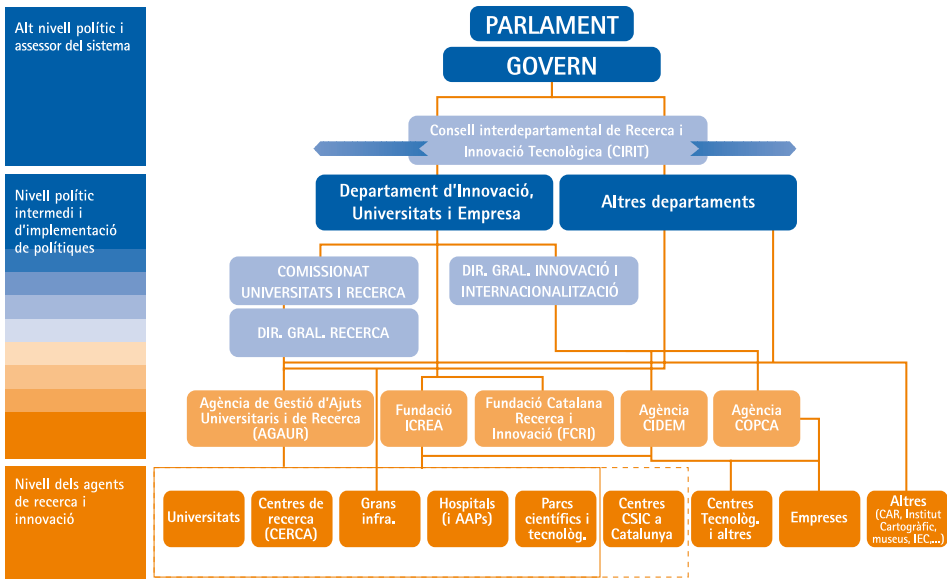 Alt nivell polític i
assessor del sistema
PARLAMENT
GOVERN
Consell interdepartamental de Recerca i
Innovació Tecnològica (CIRIT)
Nivell polític
intermedi i
d'implementació
de polítiques
Departament d'Innovació,
Universitats i Empresa
Altres departaments
COMISSIONAT
UNIVERSITATS I RECERCA
DIR. GRAL. INNOVACIÓ I
INTERNACIONALITZACIÓ
DIR. GRAL. RECERCA
Agència de Gestió d'Ajuts
Universitaris i de Recerca
(AGAUR)
Fundació
ICREA
Fundació Catalana
Recerca i
Innovació (FCRI)
Agència
CIDEM
Agència
COPCA
Nivell dels agents
de recerca i
innovació
Universitats
Centres de
recerca (CERCA)
Grans
infra.
Hospitals
(i AAPs)
Parcs
científics i
tecnològ.
Centres
CSIC a
Catalunya
Centres
Tecnològ.
i altres
Empreses
Altres
(CAR, Institut
Cartogràfic,
museus, IEC,...)